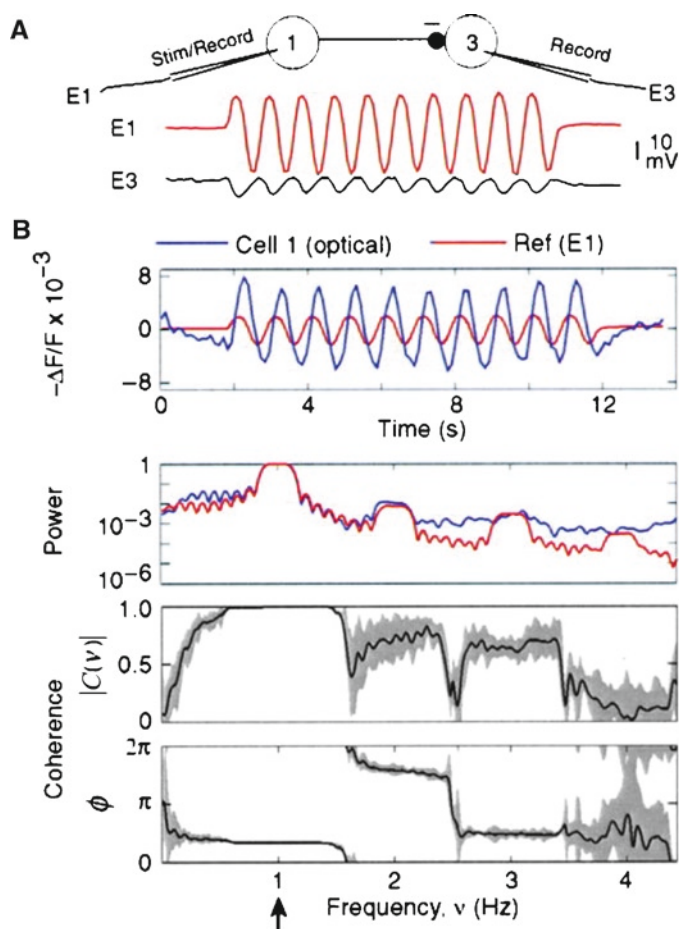 A
Stim/Record
1
–
3
Record
E1
E3
E1
10
mV
E3
B
Cell 1 (optical)
Ref (E1)
-ΔF/F x 10⁻³
8
0
-8
0
4
8
12
Time (s)
Power
1
10⁻³
10⁻⁶
Coherence
|C(ν)|
1.0
0.5
0
ϕ
2π
π
0
1
2
3
4
Frequency, ν (Hz)